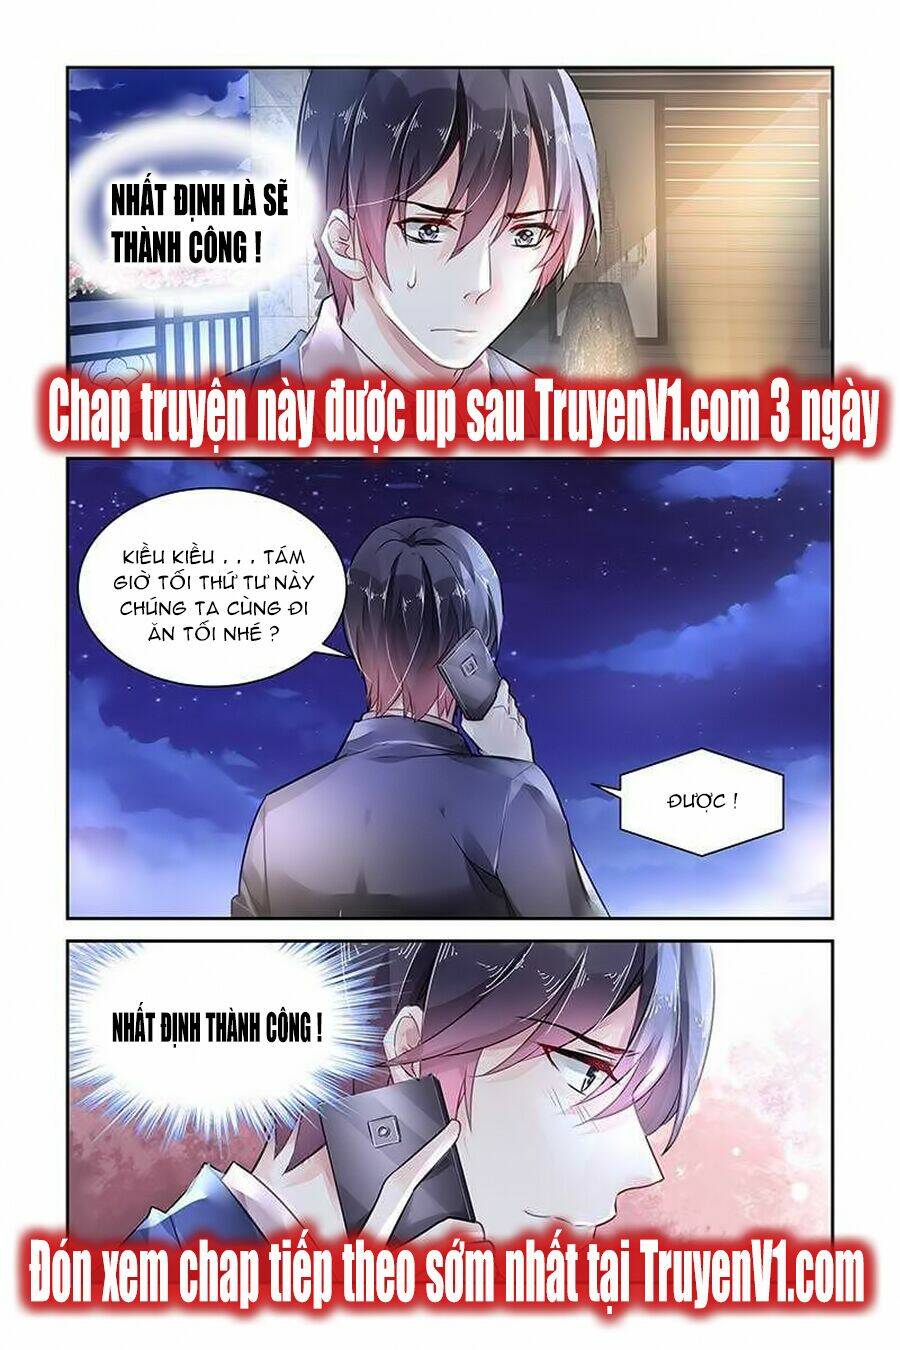 NHẤT ĐỊNH LÀ SẼ
THÀNH CÔNG !
Chap truyện này được up sau TruyenV1.com 3 ngày
KIỀU KIỀU . . . TÁM
GIỜ TỐI THỨ TƯ NÀY
CHÚNG TA CÙNG ĐI
ĂN TỐI NHÉ ?
ĐƯỢC !
NHẤT ĐỊNH THÀNH CÔNG !
Đón xem chap tiếp theo sớm nhất tại TruyenV1.com